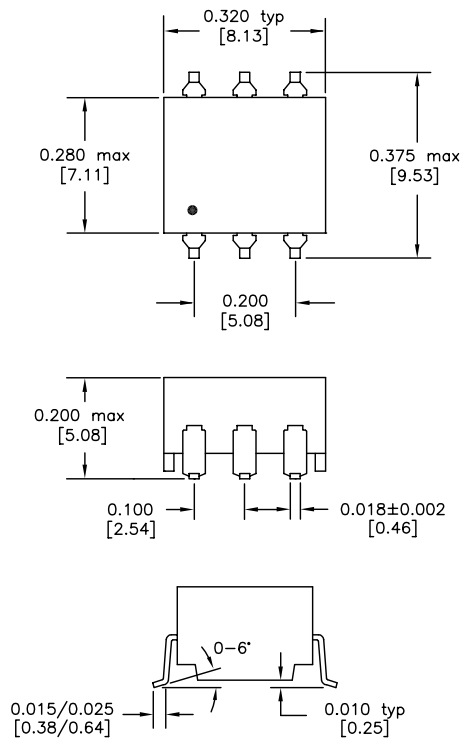 0.320 typ
[8.13]
0.280 max
[7.11]
0.375 max
[9.53]
0.200
[5.08]
0.200 max
[5.08]
0.100
[2.54]
0.018±0.002
[0.46]
0-6°
0.015/0.025
[0.38/0.64]
0.010 typ
[0.25]